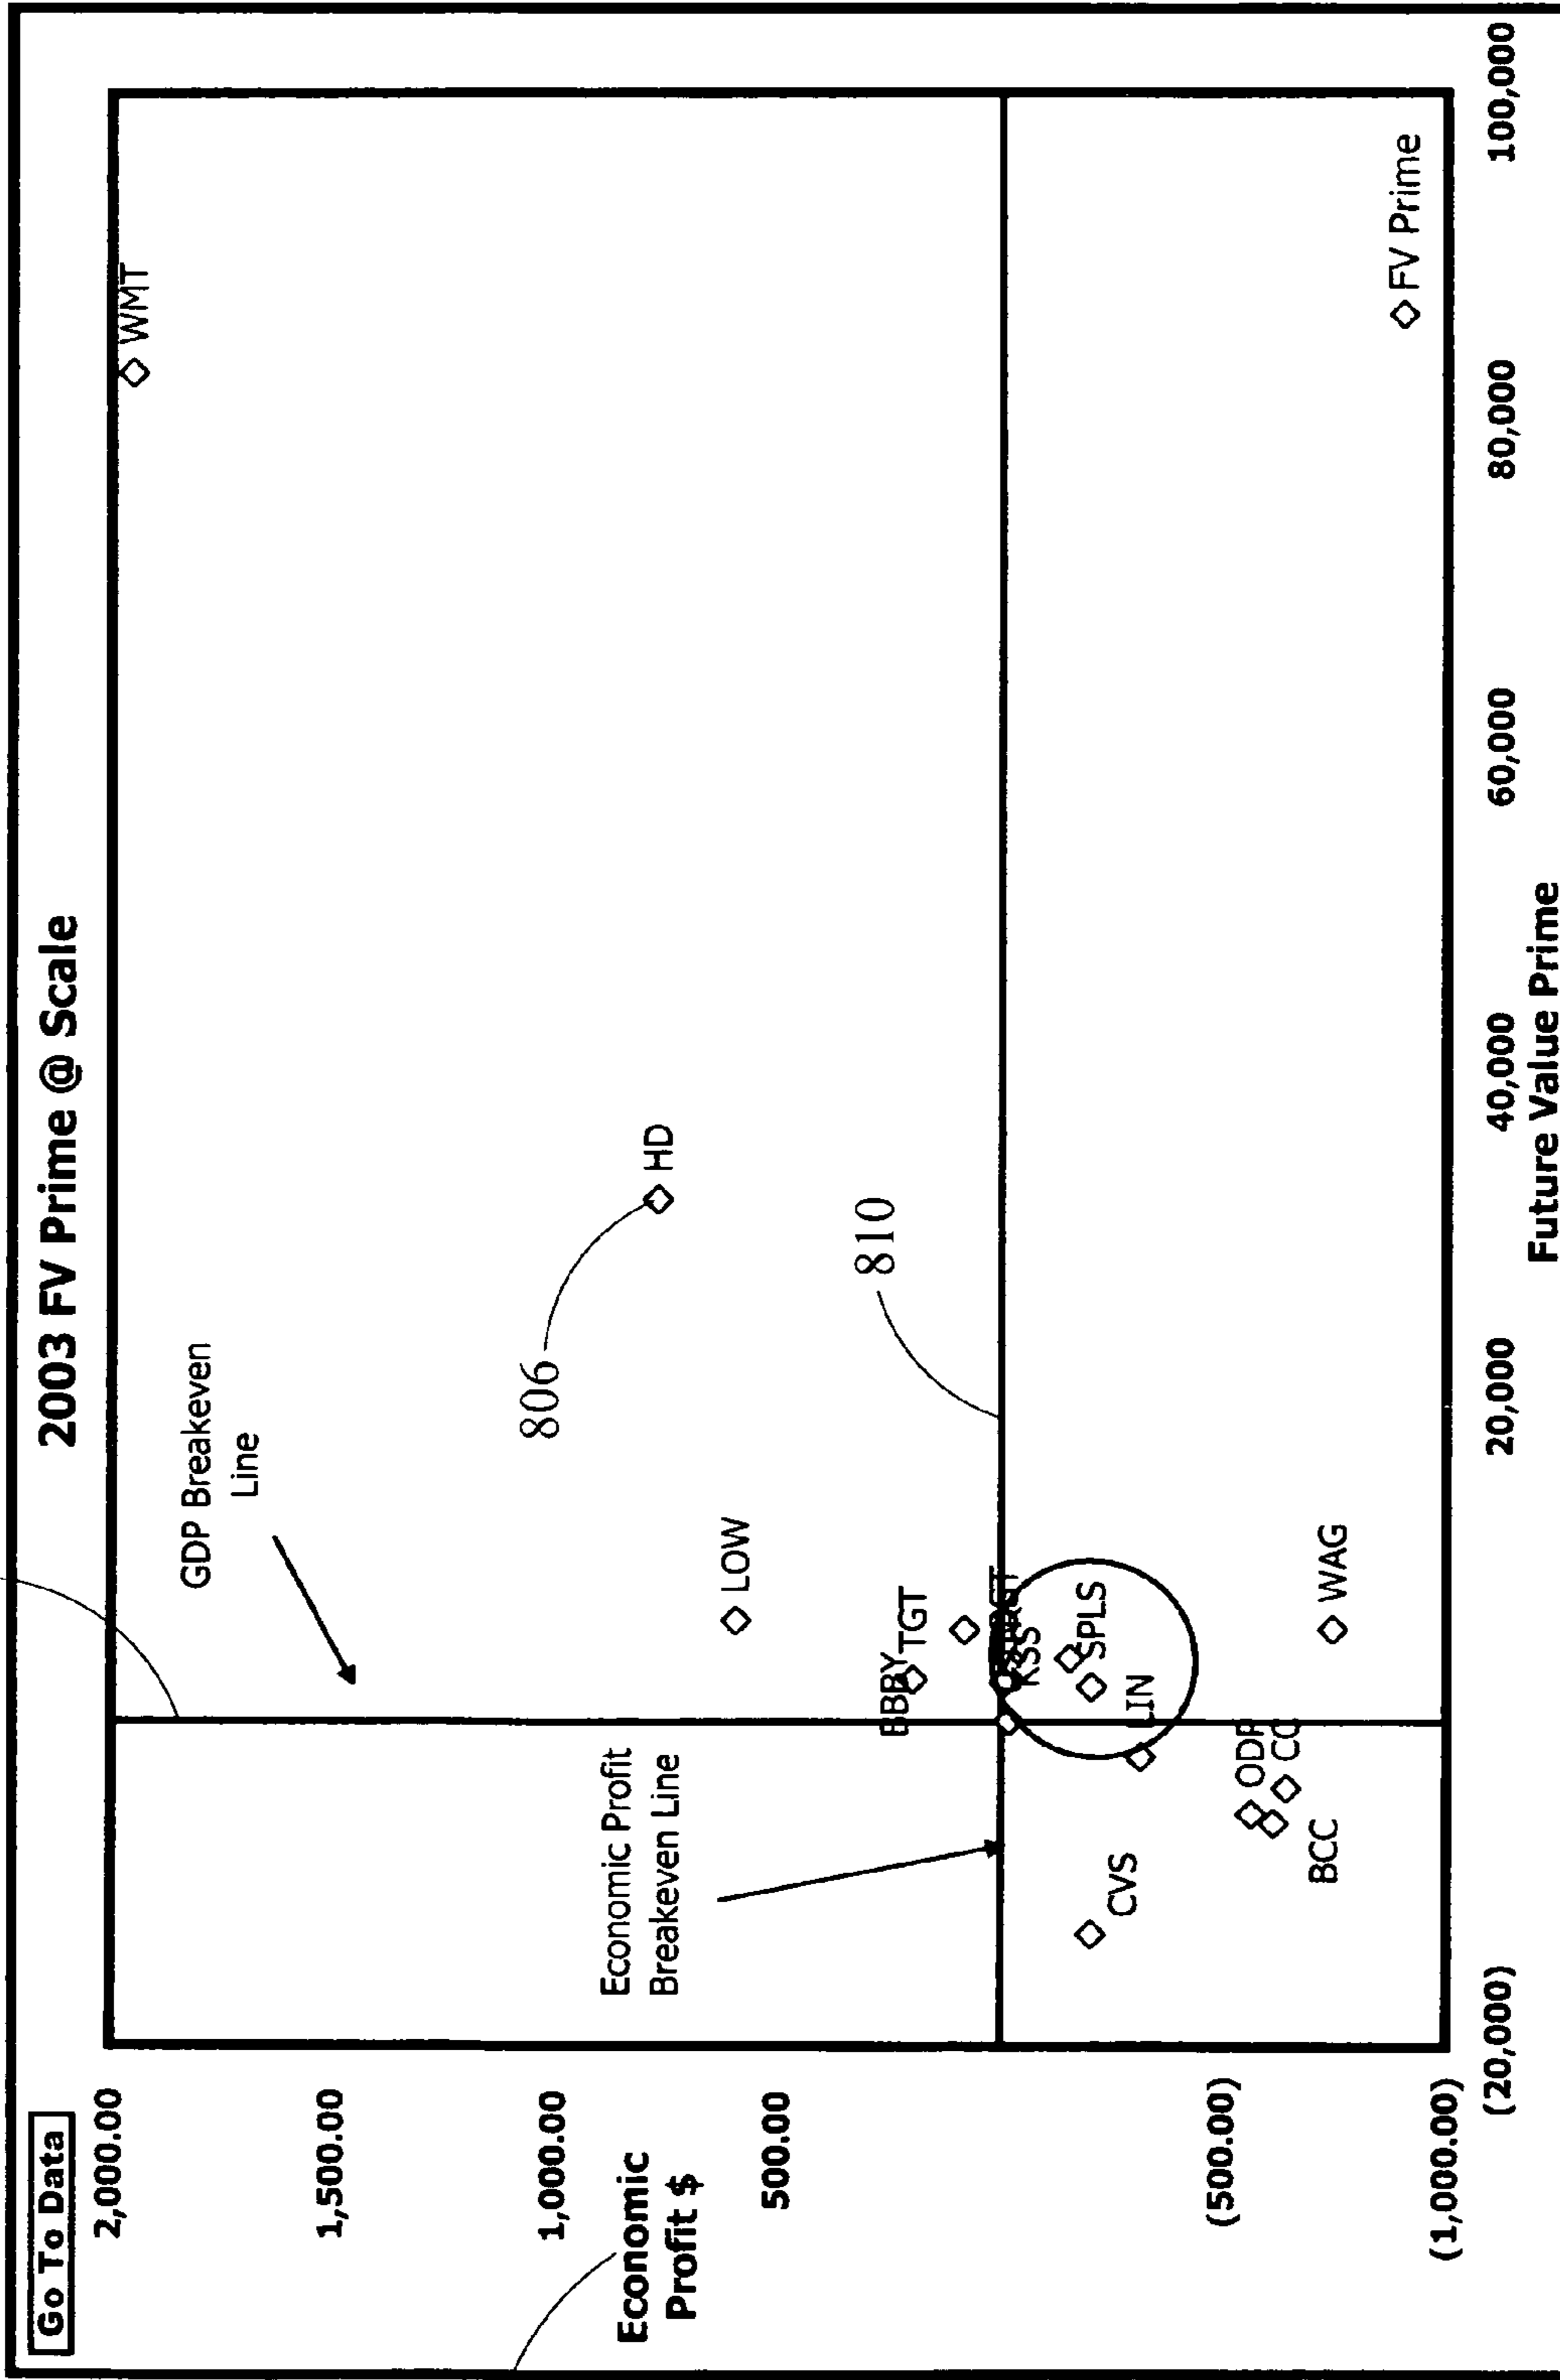 Go To Data
2003 FV Prime @ Scale
2,000.00
1,500.00
1,000.00
500.00
(500.00)
(1,000.00)
Economic
Profit $
GDP Breakeven
Line
Economic Profit
Breakeven Line
WMT
806
HD
LOW
810
BBBY
TGT
KSS
SPLS
LIN
ODP
CC
BCC
CVS
WAG
FV Prime
(20,000)
20,000
40,000
60,000
80,000
100,000
Future Value Prime